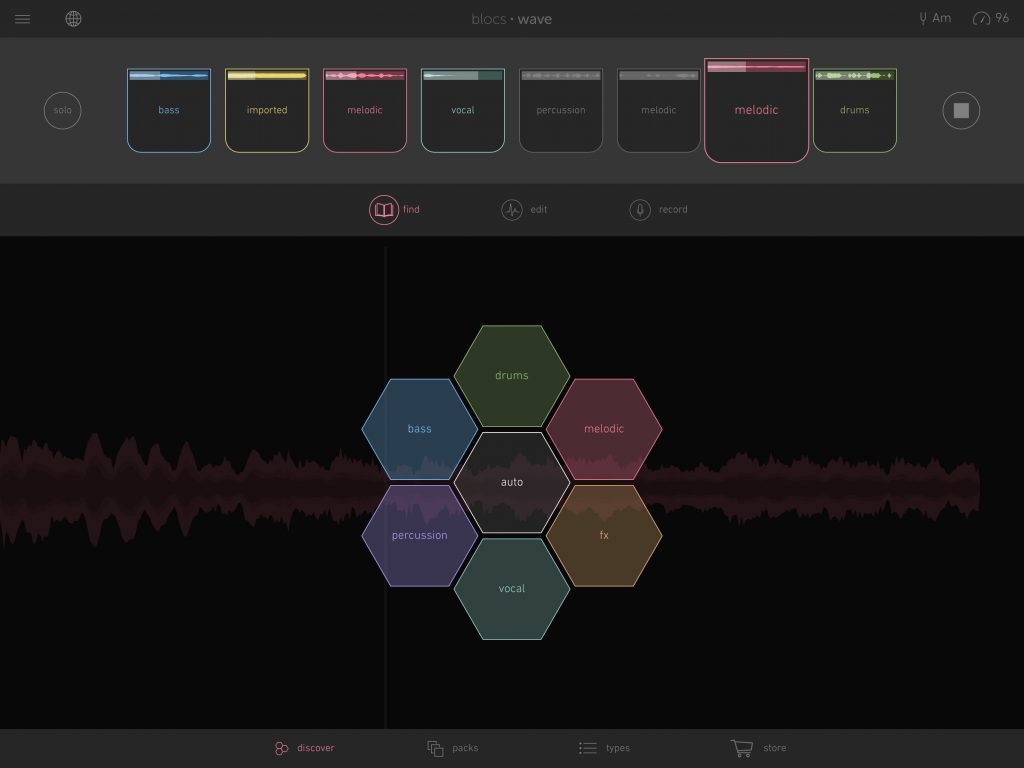 blocs · wave
Am
96
solo
bass
imported
melodic
vocal
percussion
melodic
melodic
drums
find
edit
record
drums
bass
melodic
auto
percussion
fx
vocal
discover
packs
types
store